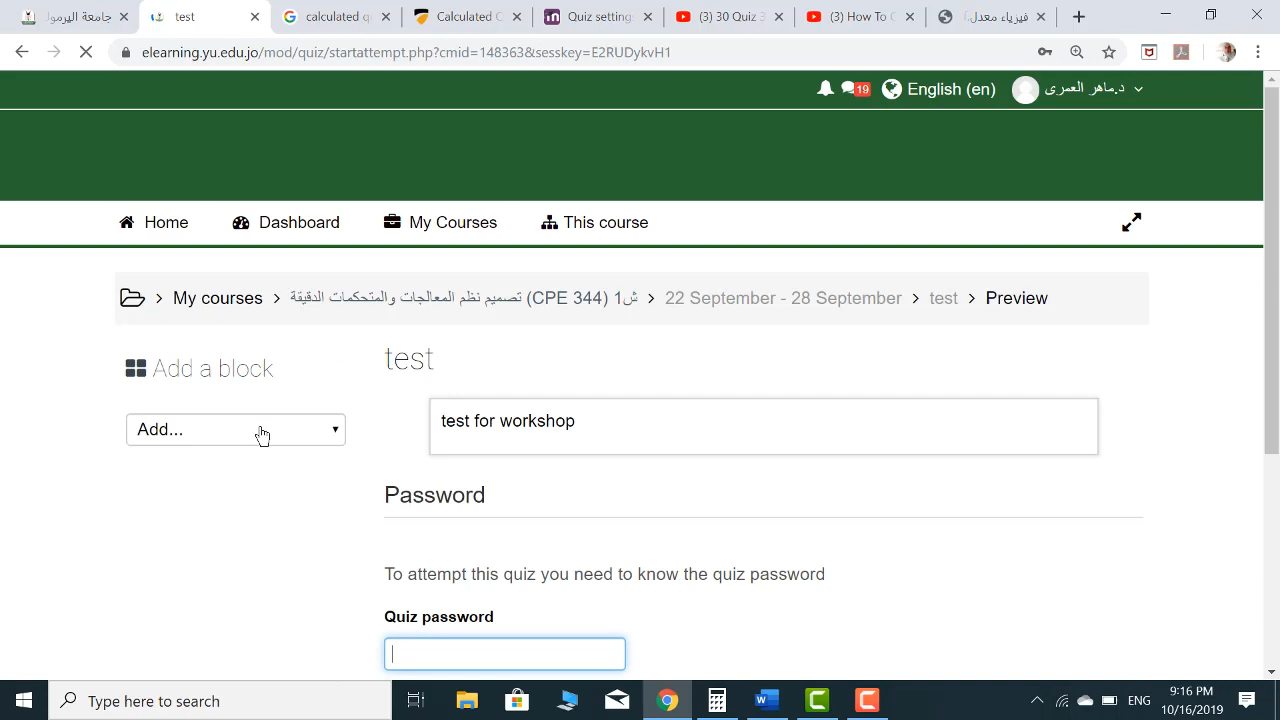 جامعة اليرموك
test
calculated q
Calculated C
Quiz setting
(3) 30 Quiz 3
(3) How To C
فيزياء معدل
elearning.yu.edu.jo/mod/quiz/startattempt.php?cmid=148363&sesskey=E2RUDykvH1
19
English (en)
د.ماهر العمرى
Home
Dashboard
My Courses
This course
My courses
ش1 (CPE 344) تصميم نظم المعالجات والمتحكمات الدقيقة
22 September - 28 September
test
Preview
Add a block
Add...
test
test for workshop
Password
To attempt this quiz you need to know the quiz password
Quiz password
Type here to search
ENG
9:16 PM
10/16/2019